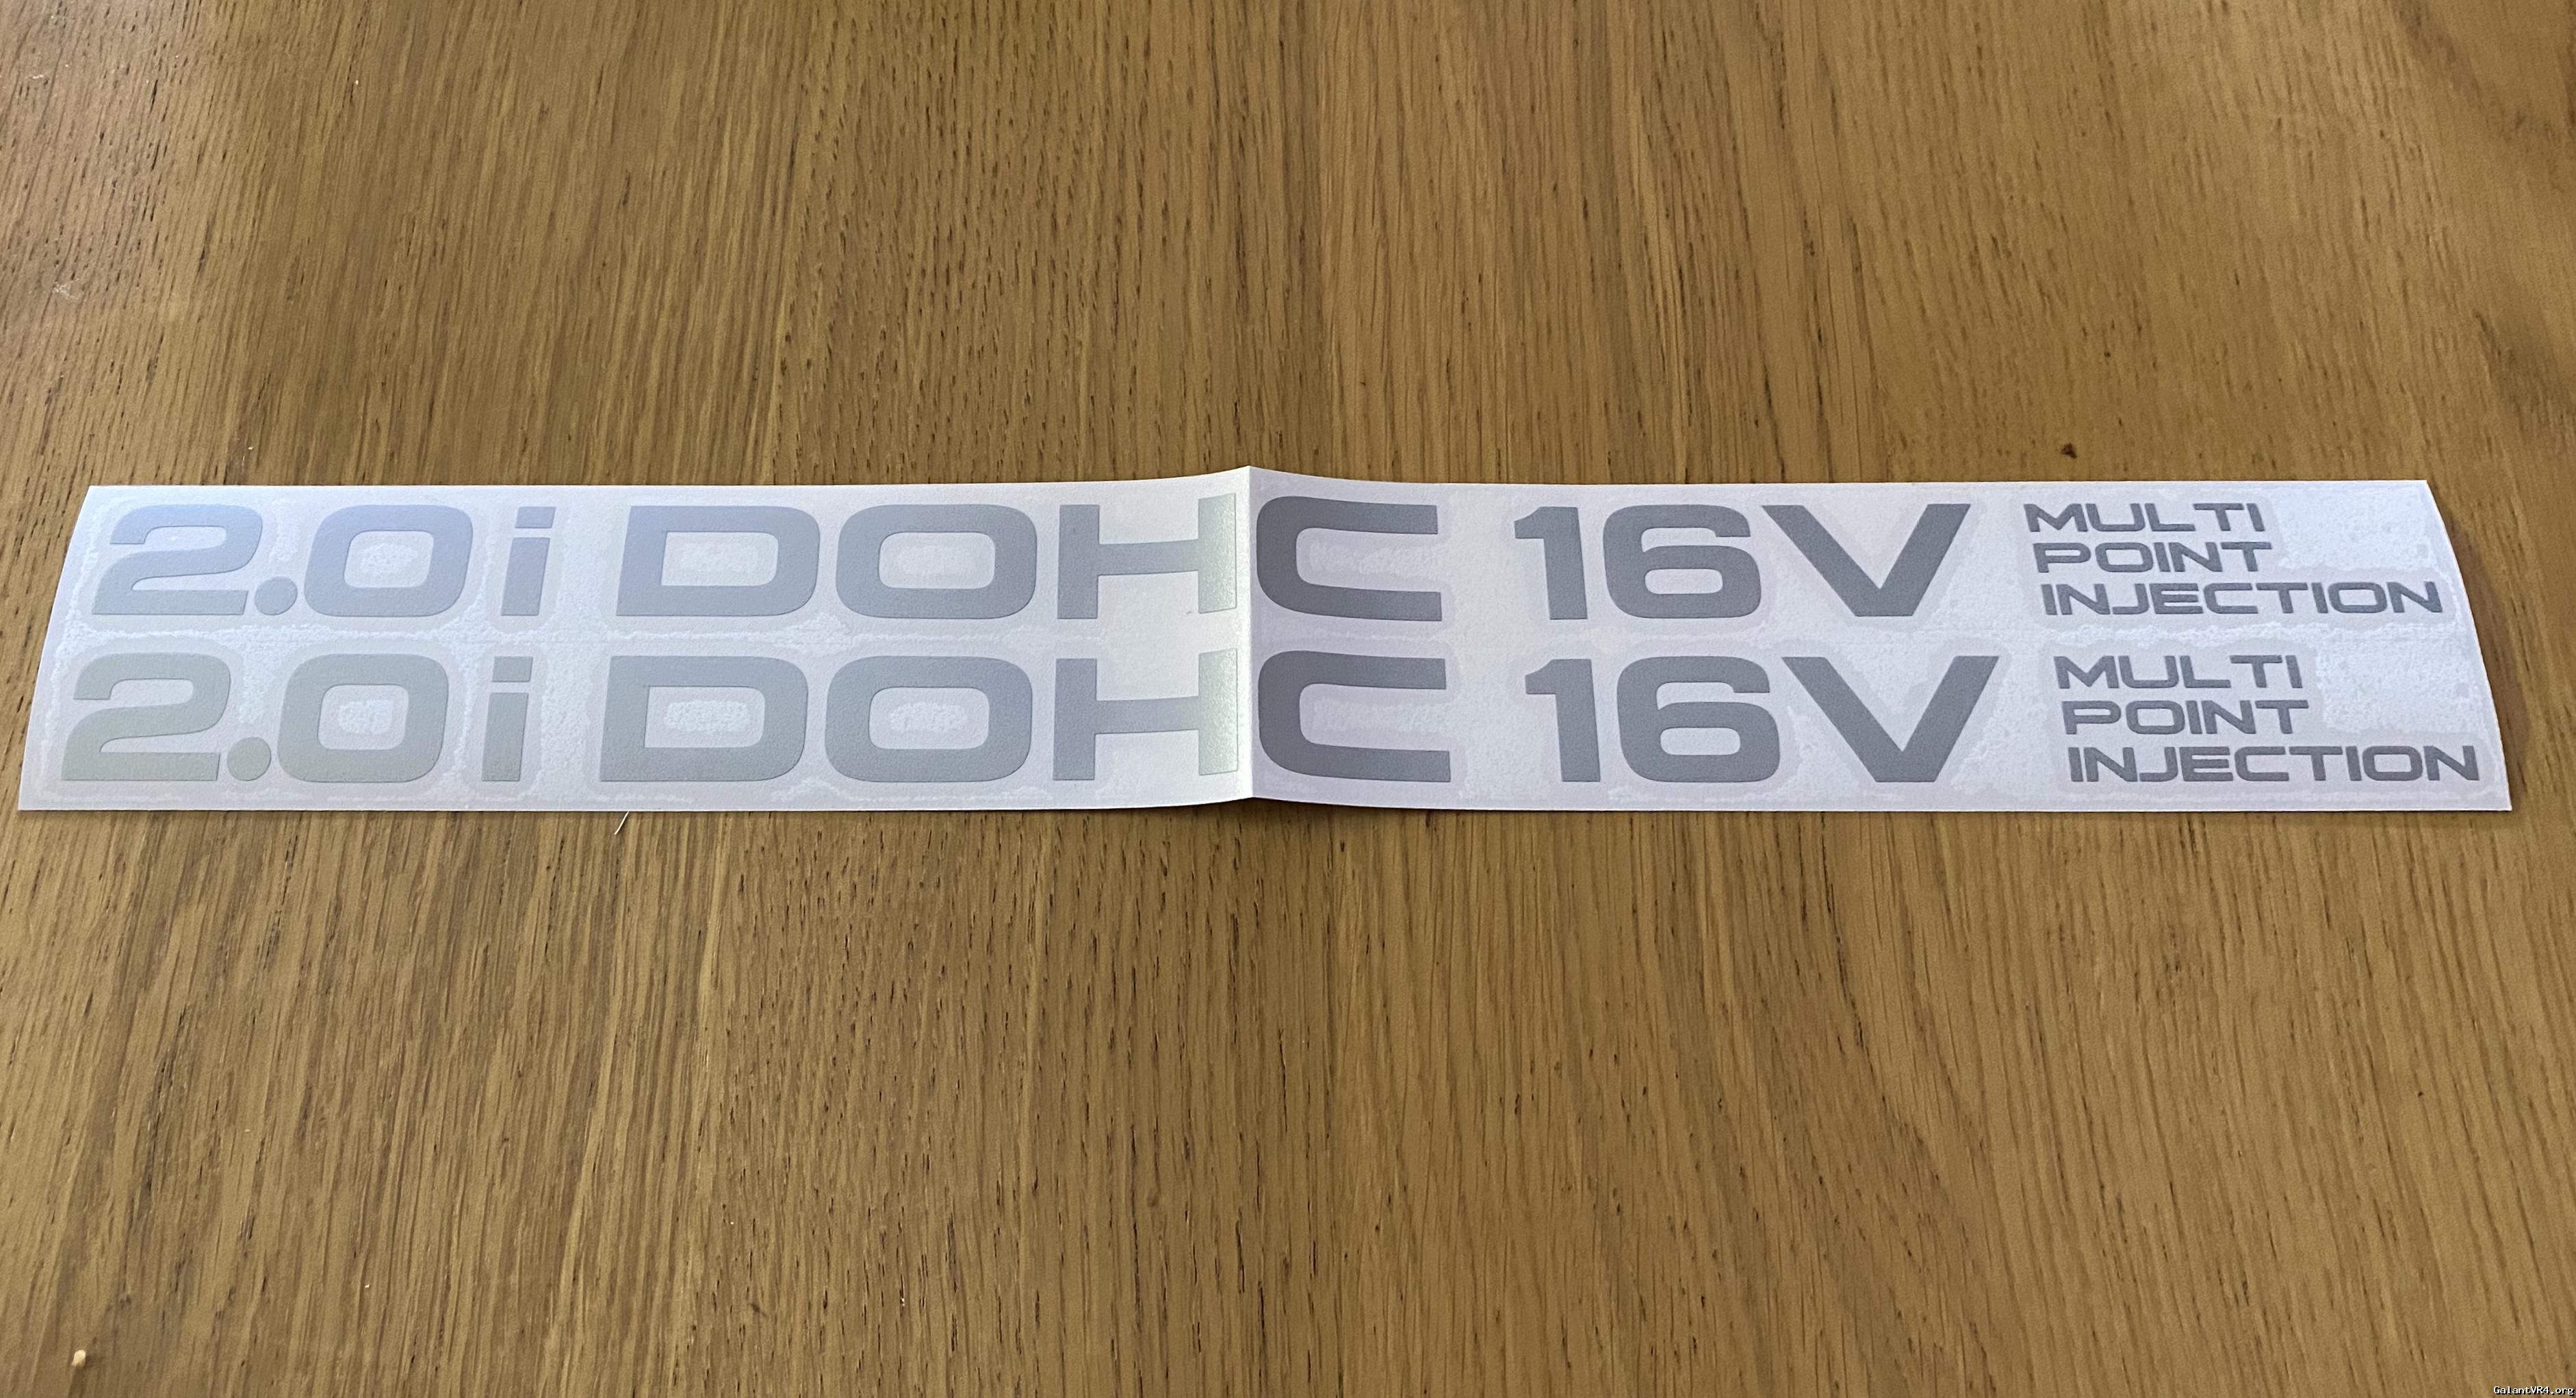 2.0i DOHC 16V MULTI
POINT
INJECTION
2.0i DOHC 16V MULTI
POINT
INJECTION
GalantVR4.org